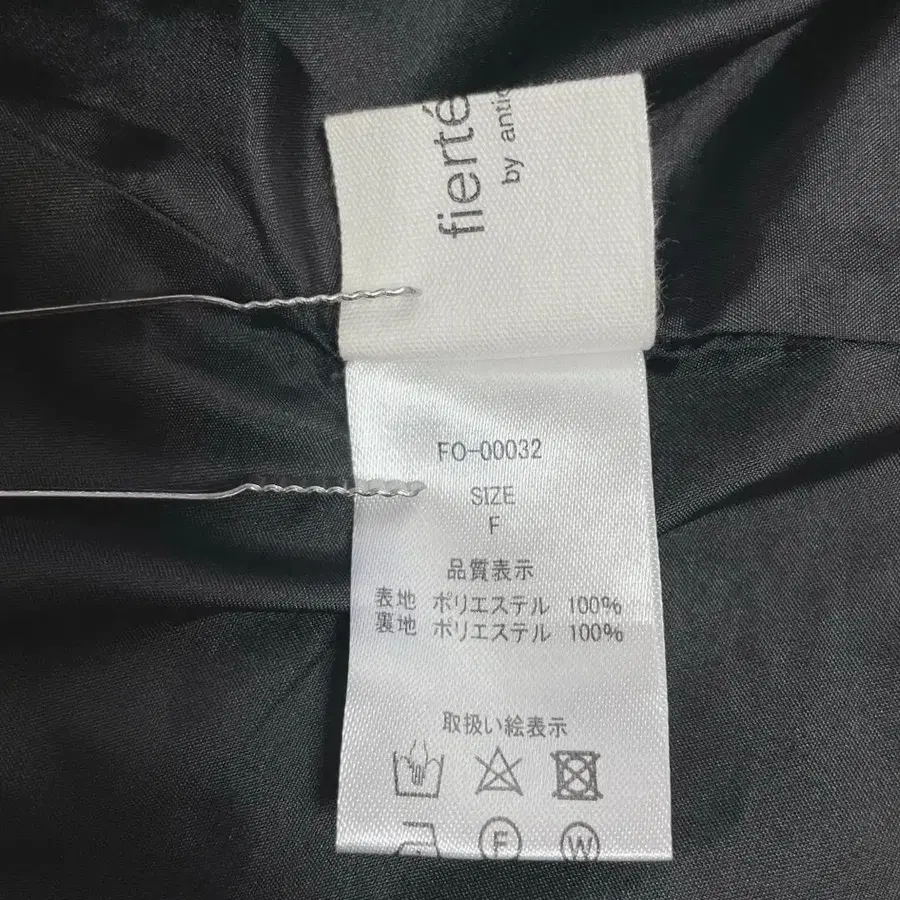 fierté
by
FO-00032
SIZE
F
品質表示
表地 ポリエステル 100%
裏地 ポリエステル 100%
取扱い絵表示
F
W